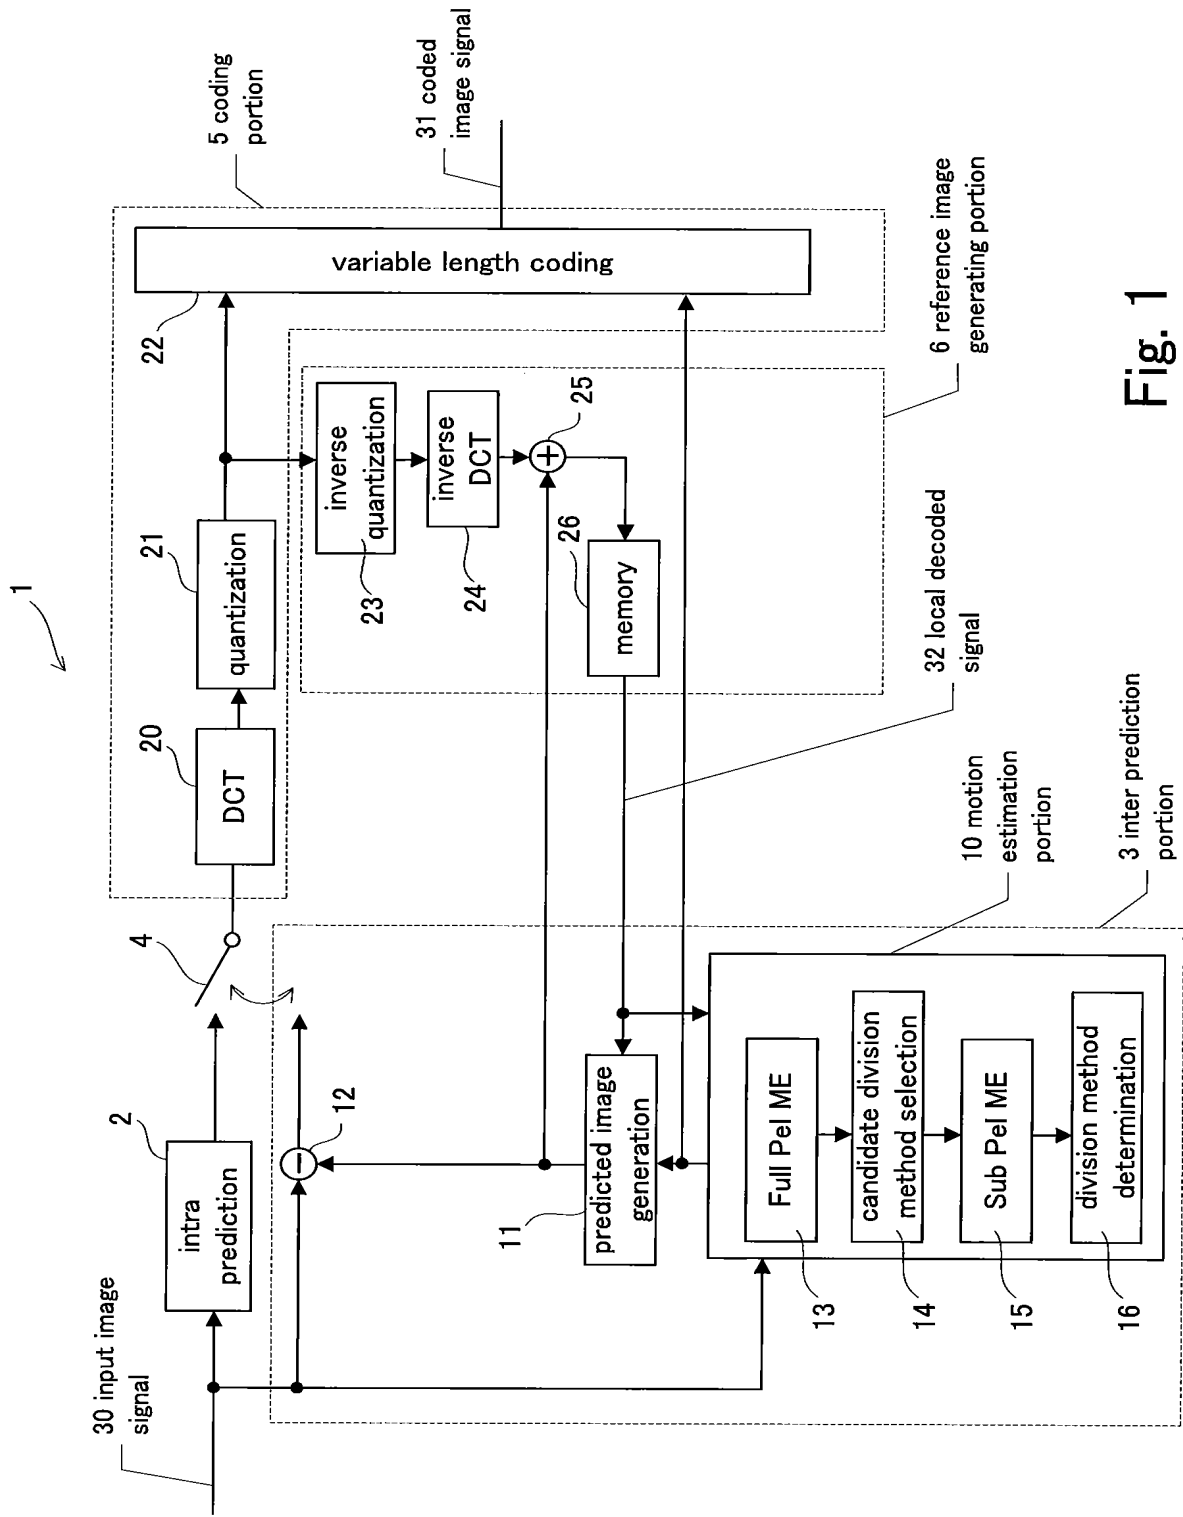 1
30 input image
signal
2
intra
prediction
4
20
DCT
21
quantization
22
variable length coding
5 coding
portion
31 coded
image signal
12
−
11
predicted image
generation
23
inverse
quantization
24
inverse
DCT
25
+
26
memory
6 reference image
generating portion
32 local decoded
signal
10 motion
estimation
portion
3 inter prediction
portion
13
Full Pel ME
14
candidate division
method selection
15
Sub Pel ME
16
division method
determination
Fig. 1